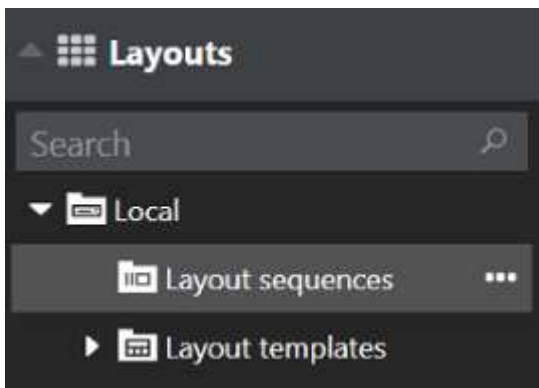 Layouts
Search
Local
Layout sequences
Layout templates